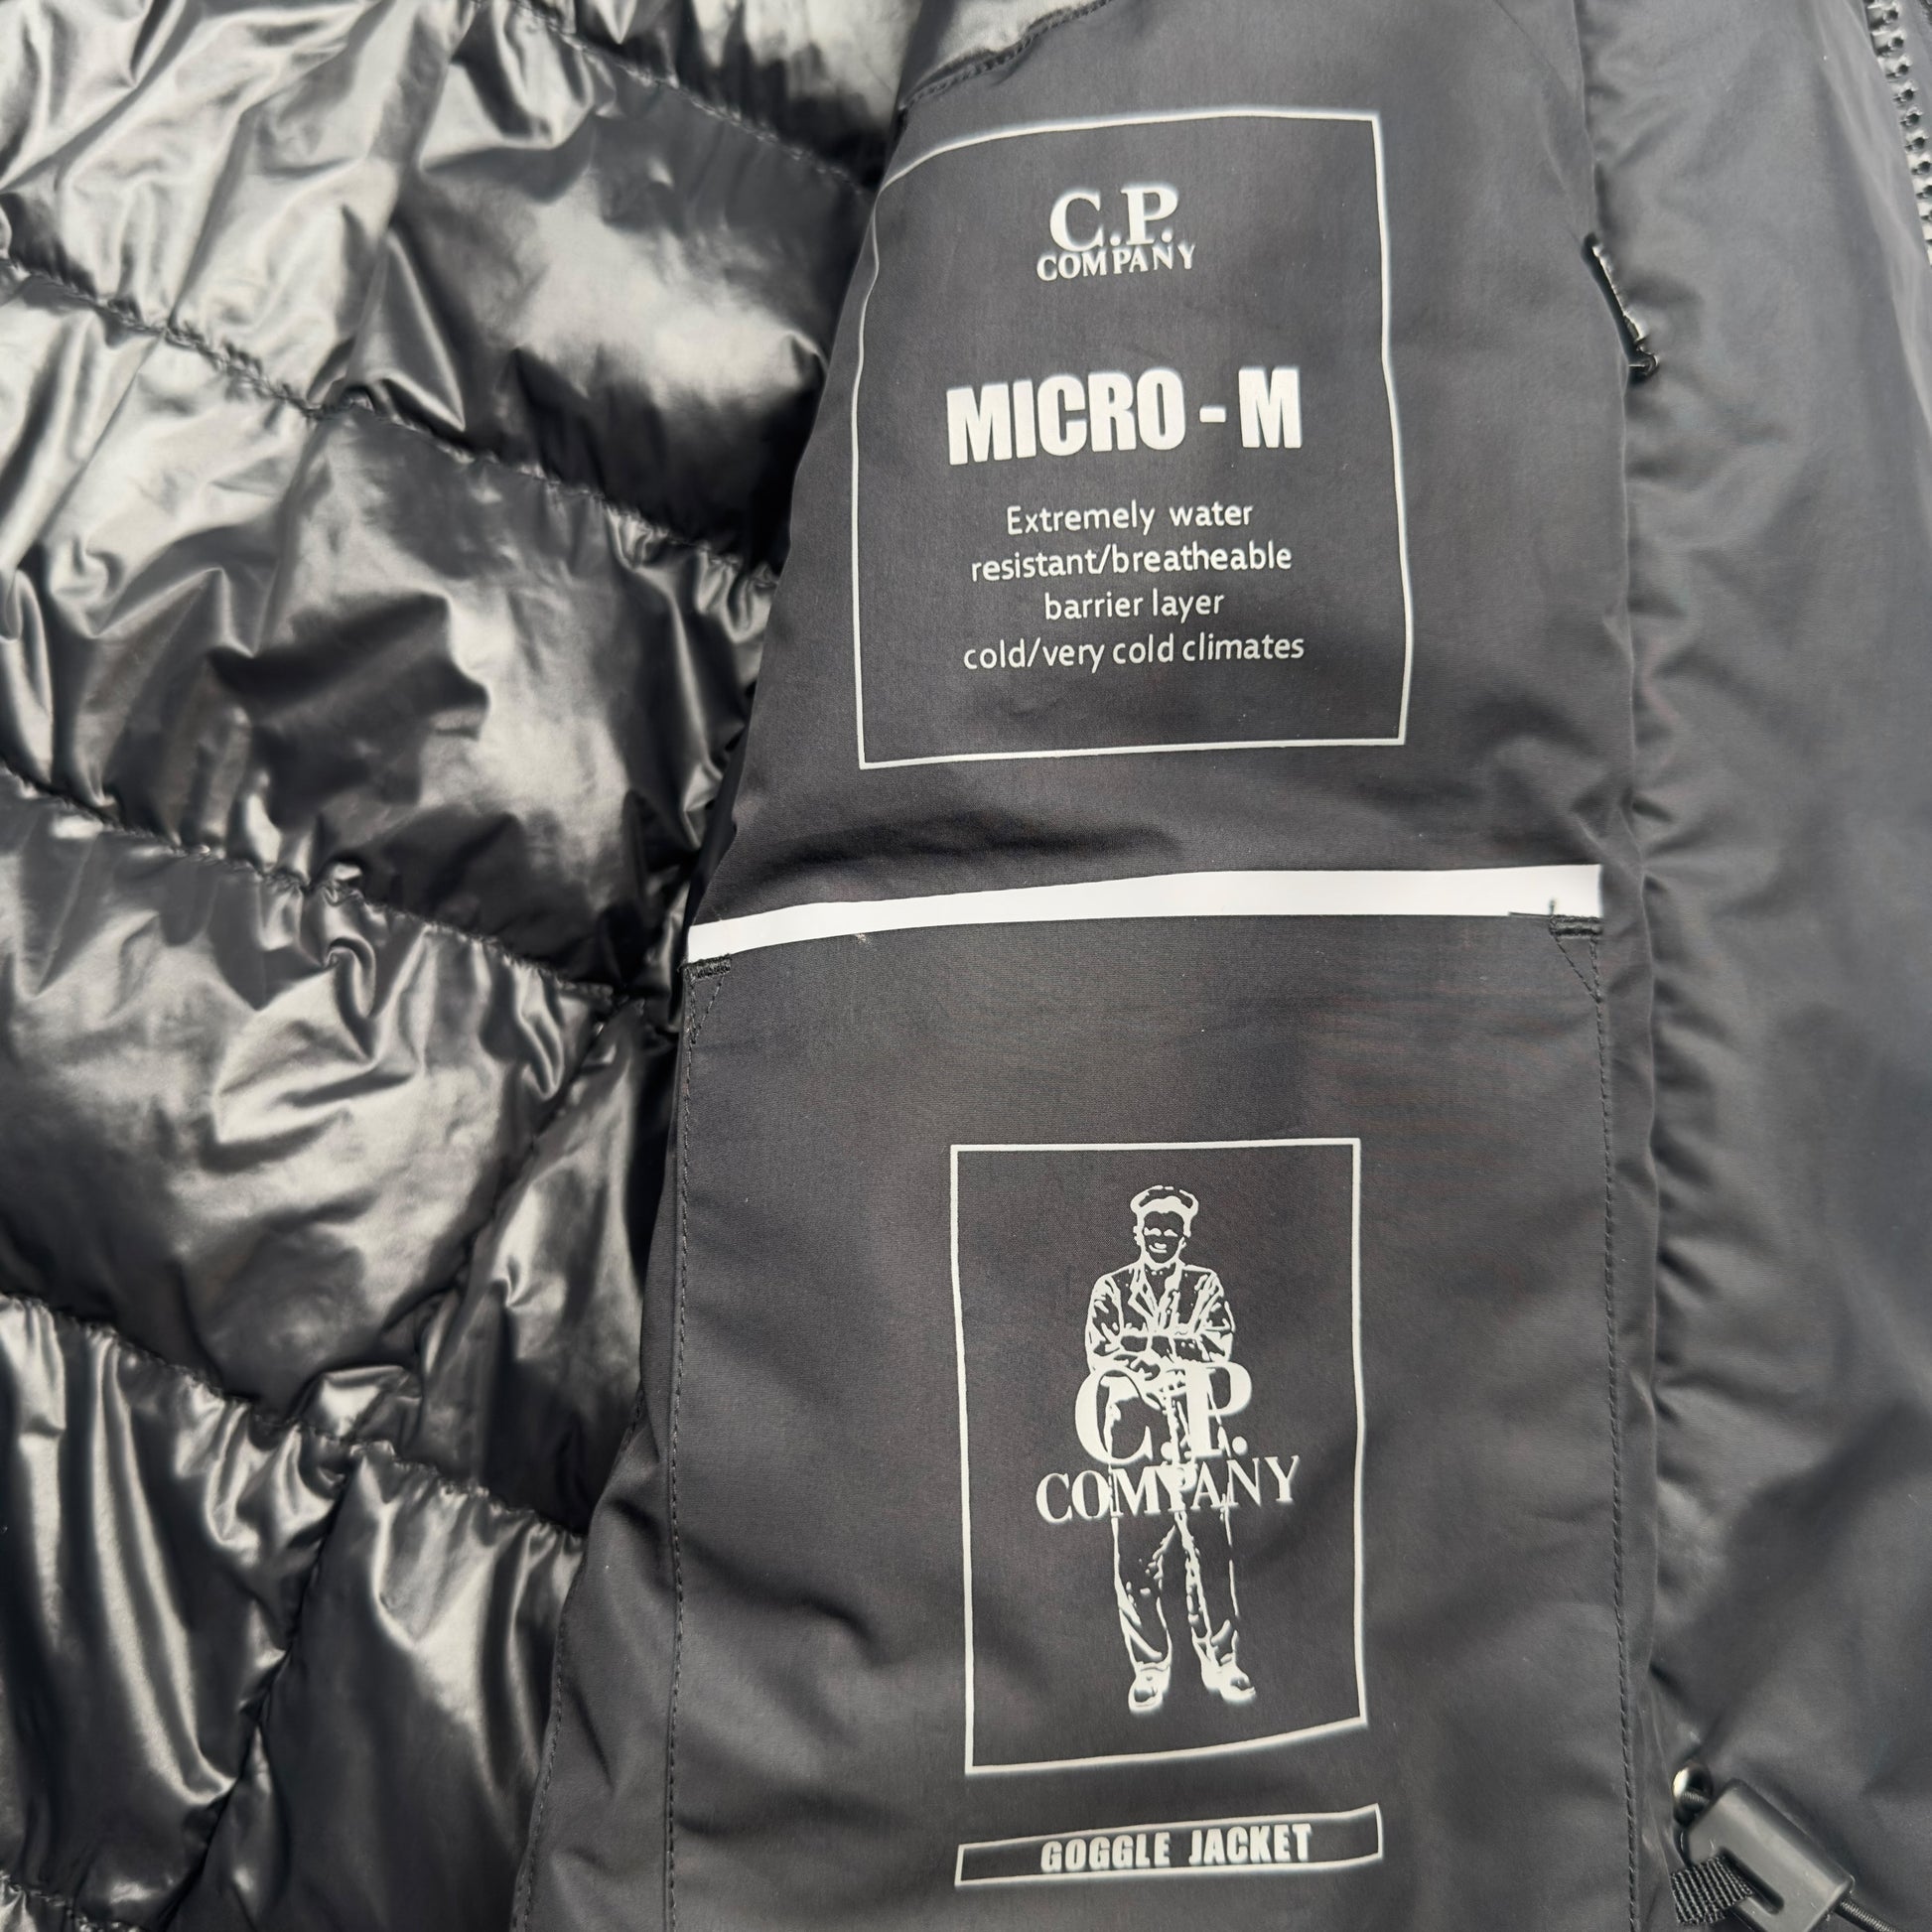 C.P.
COMPANY
MICRO - M
Extremely water
resistant/breatheable
barrier layer
cold/very cold climates
C.P.
COMPANY
GOGGLE JACKET